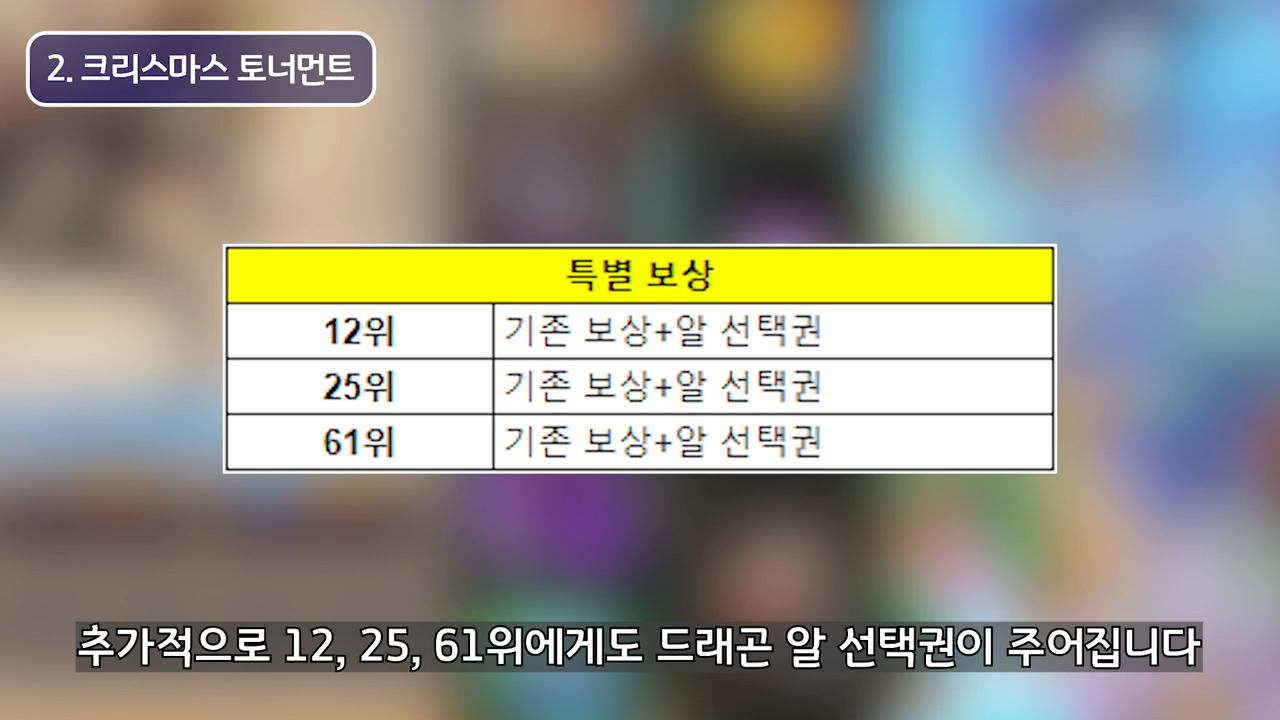 2. 크리스마스 토너먼트
특별 보상
12위 기존 보상+알 선택권
25위 기존 보상+알 선택권
61위 기존 보상+알 선택권
추가적으로 12, 25, 61위에게도 드래곤 알 선택권이 주어집니다